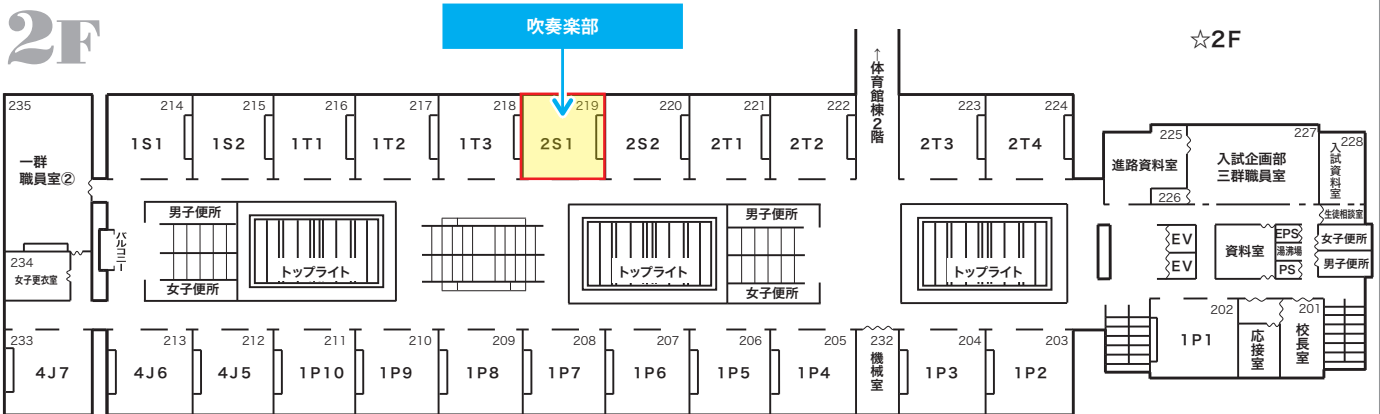 2F
吹奏楽部
☆2F
↑体育館棟2階
235
一群
職員室②
214
1S1
215
1S2
216
1T1
217
1T2
218
1T3
219
2S1
220
2S2
221
2T1
222
2T2
223
2T3
224
2T4
225
進路資料室
226
227
入試企画部
三群職員室
228
入試資料室
生徒相談室
バルコニー
男子便所
女子便所
トップライト
トップライト
男子便所
女子便所
トップライト
EV
EV
資料室
EPS
湯沸場
PS
女子便所
男子便所
234
女子更衣室
233
4J7
213
4J6
212
4J5
211
1P10
210
1P9
209
1P8
208
1P7
207
1P6
206
1P5
205
1P4
232
機械室
204
1P3
203
1P2
202
1P1
応接室
201
校長室